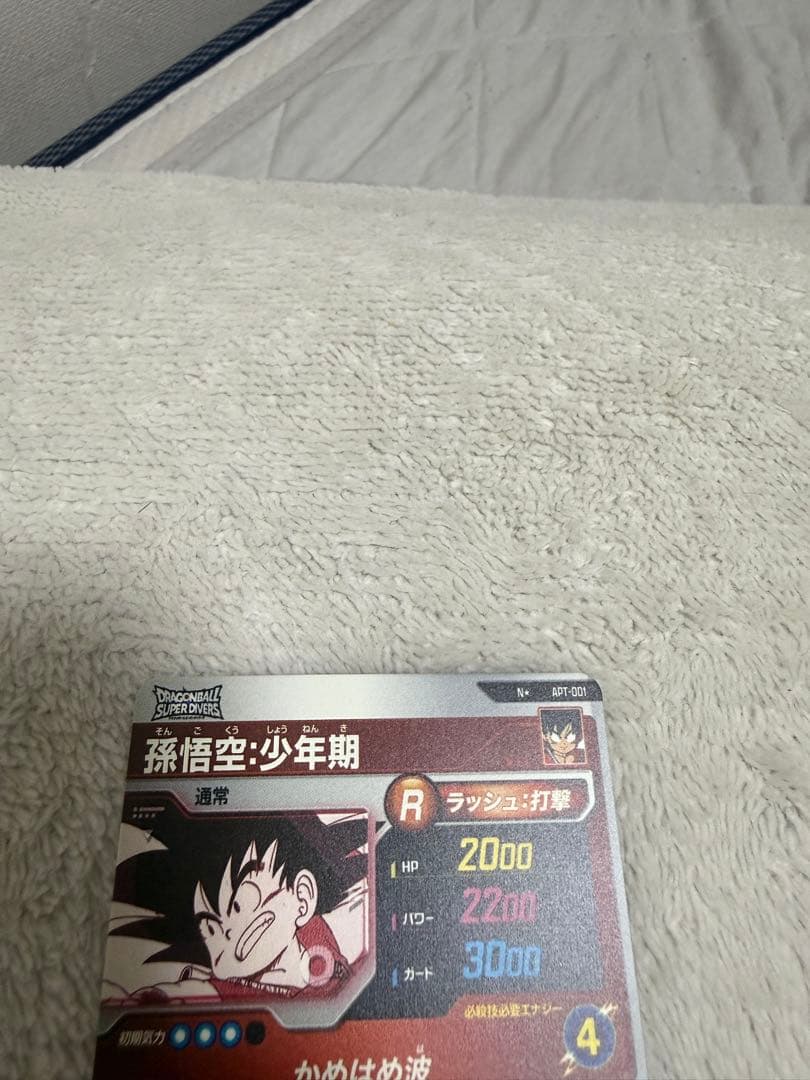 N★ APT-001
DRAGONBALL
SUPER DIVERS
そん ご くう しょう ねん き
孫悟空:少年期
通常
R ラッシュ:打撃
HP 2000
パワー 2200
ガード 3000
必殺技必要エナジー
4
初期気力
は
かめはめ波